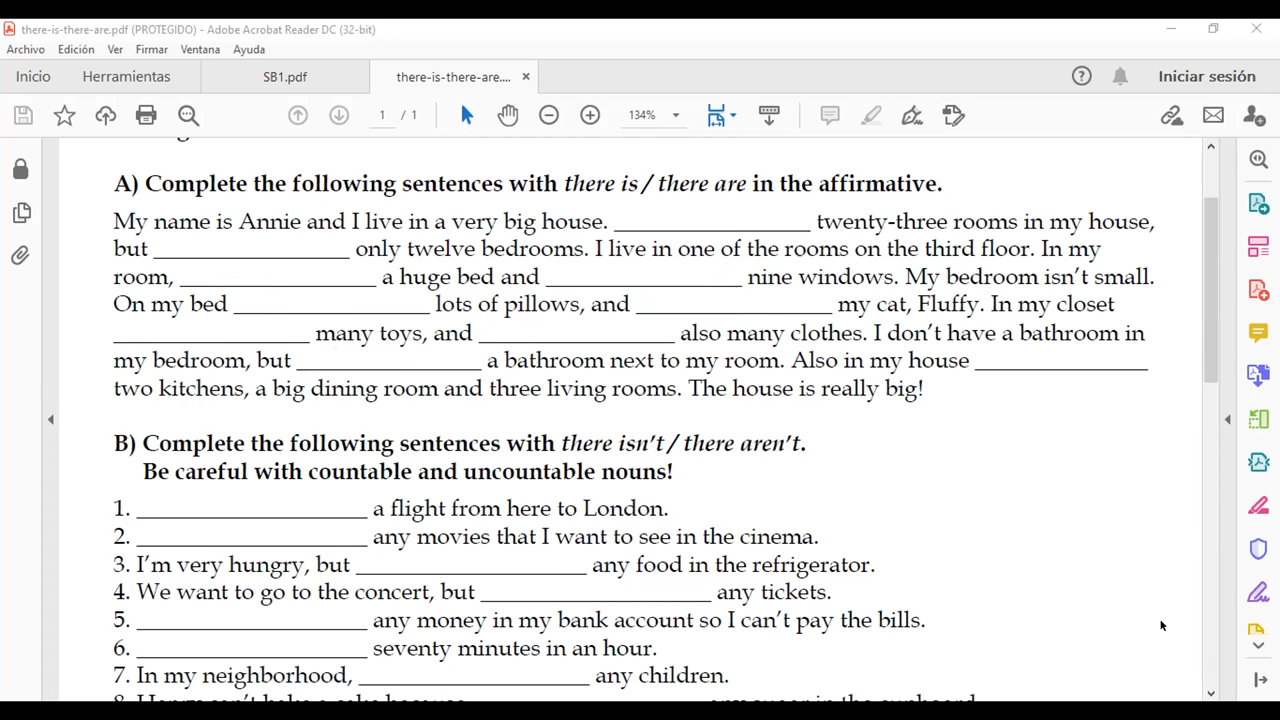 there-is-there-are.pdf (PROTEGIDO) - Adobe Acrobat Reader DC (32-bit)
Archivo Edición Ver Firmar Ventana Ayuda
Inicio Herramientas SB1.pdf there-is-there-are.... × Iniciar sesión
1 / 1 134%
A) Complete the following sentences with there is / there are in the affirmative.
My name is Annie and I live in a very big house. ____________________ twenty-three rooms in my house,
but ____________________ only twelve bedrooms. I live in one of the rooms on the third floor. In my
room, ____________________ a huge bed and ____________________ nine windows. My bedroom isn't small.
On my bed ____________________ lots of pillows, and ____________________ my cat, Fluffy. In my closet
____________________ many toys, and ____________________ also many clothes. I don't have a bathroom in
my bedroom, but ___________________ a bathroom next to my room. Also in my house __________________
two kitchens, a big dining room and three living rooms. The house is really big!
B) Complete the following sentences with there isn't / there aren't.
Be careful with countable and uncountable nouns!
1. _______________________ a flight from here to London.
2. _______________________ any movies that I want to see in the cinema.
3. I'm very hungry, but _______________________ any food in the refrigerator.
4. We want to go to the concert, but _______________________ any tickets.
5. _______________________ any money in my bank account so I can't pay the bills.
6. _______________________ seventy minutes in an hour.
7. In my neighborhood, _______________________ any children.